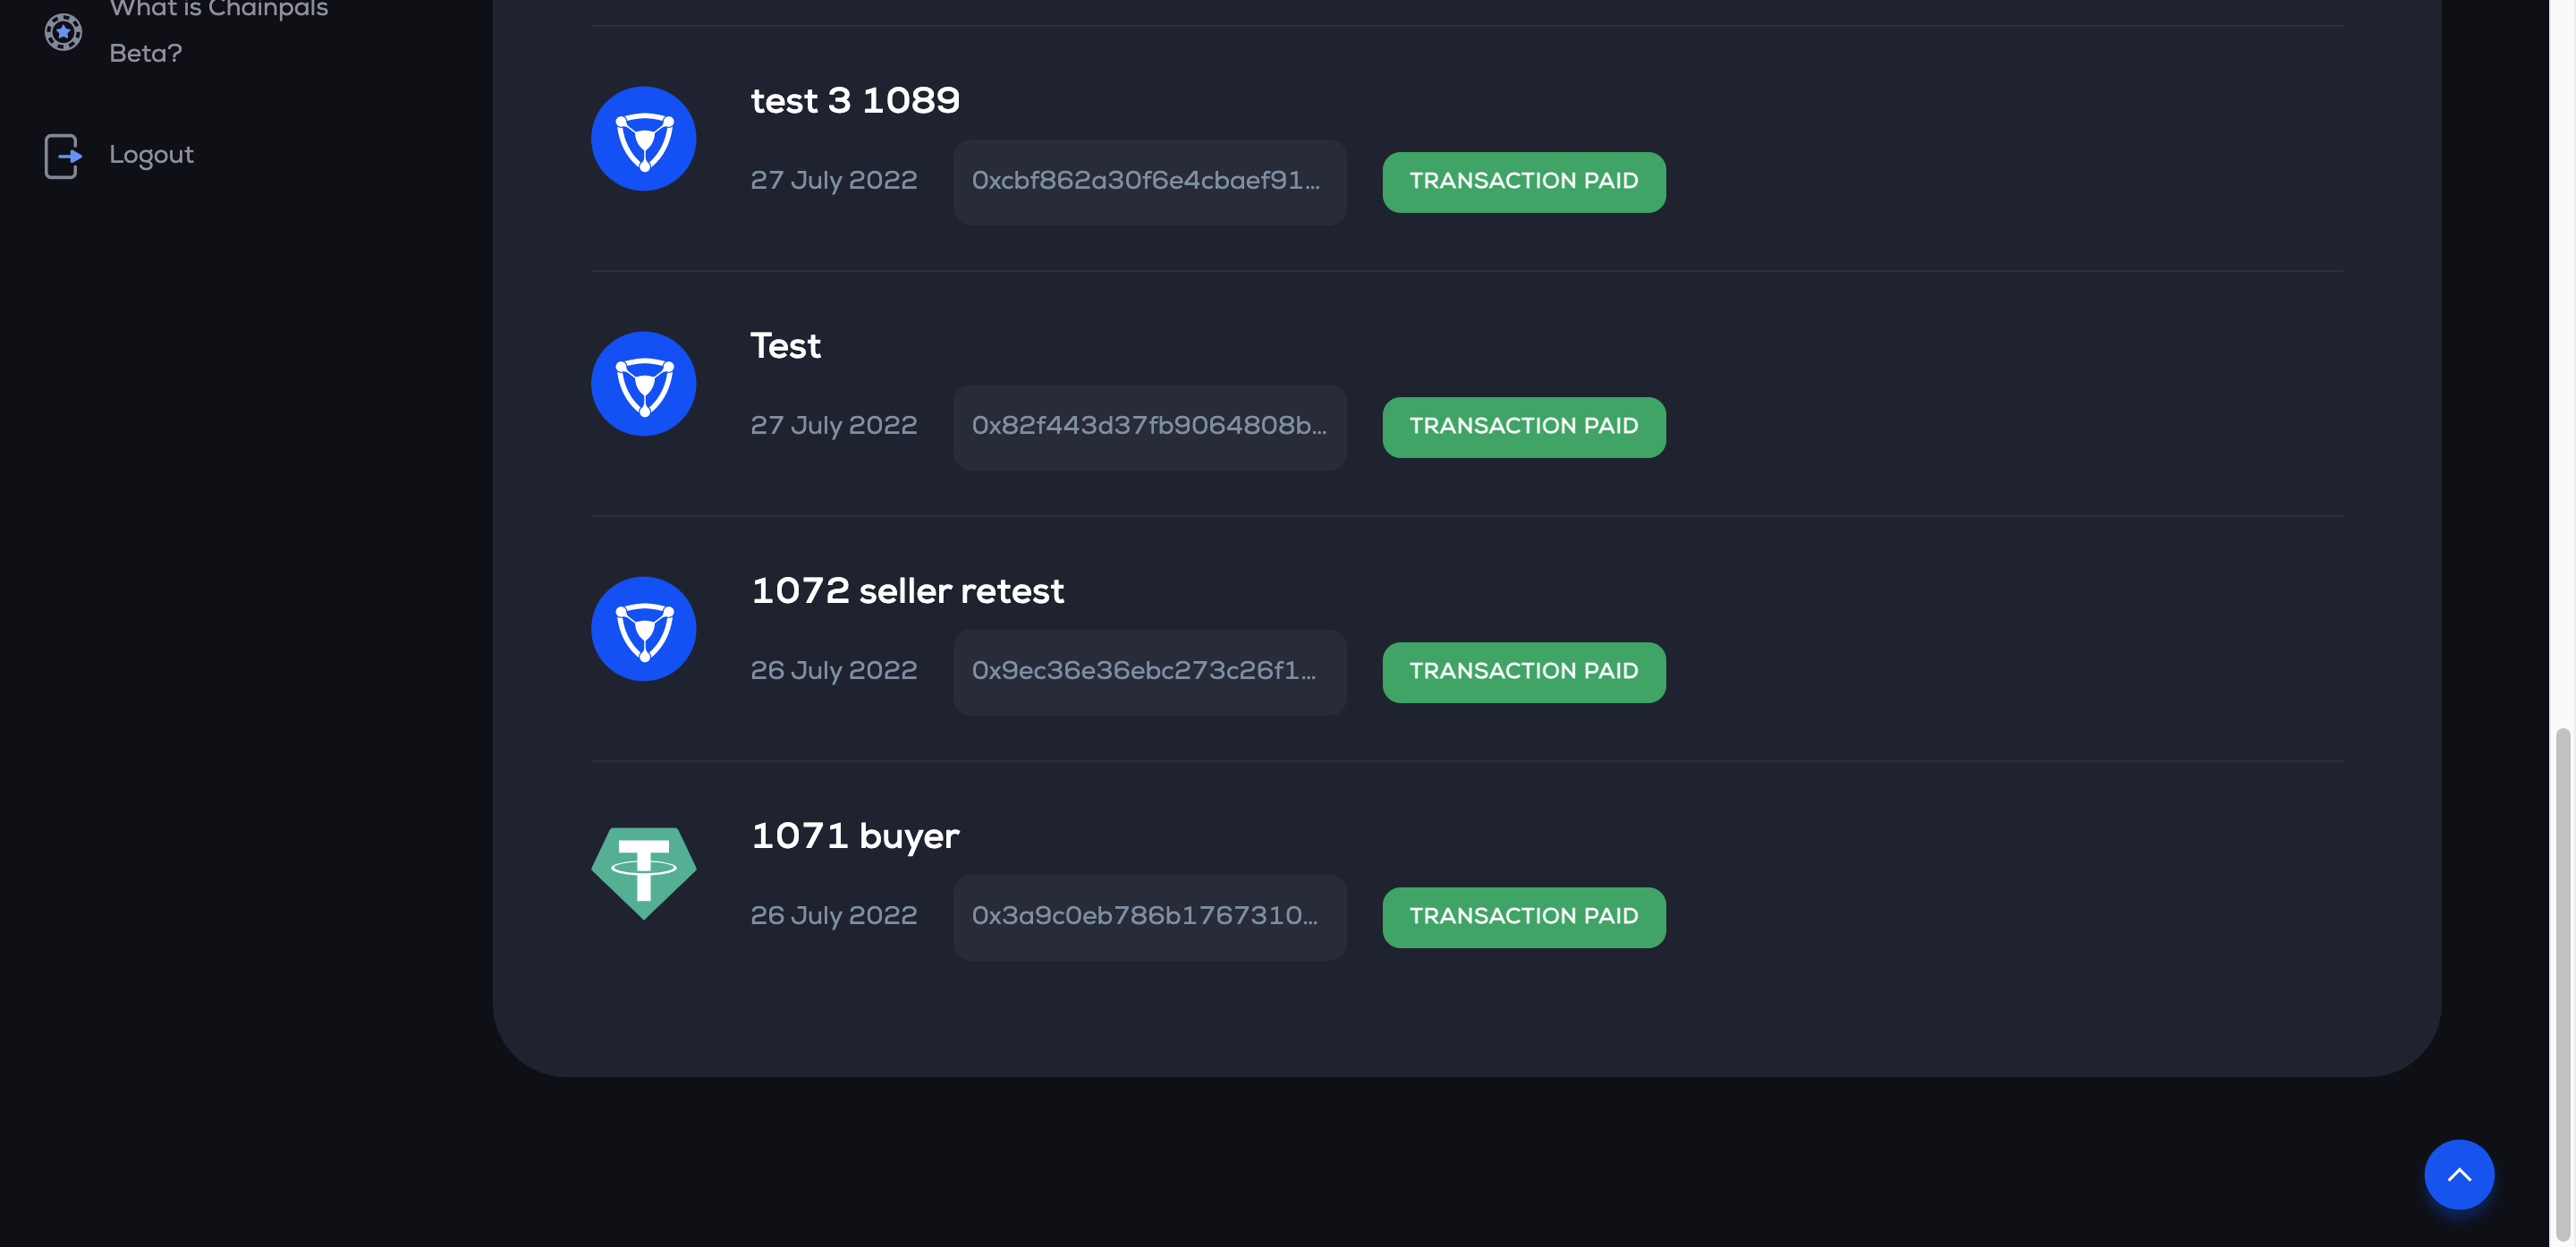 What is Chainpals
Beta?
Logout
test 3 1089
27 July 2022 0xcbf862a30f6e4cbaef91... TRANSACTION PAID
Test
27 July 2022 0x82f443d37fb9064808b... TRANSACTION PAID
1072 seller retest
26 July 2022 0x9ec36e36ebc273c26f1... TRANSACTION PAID
1071 buyer
26 July 2022 0x3a9c0eb786b1767310... TRANSACTION PAID